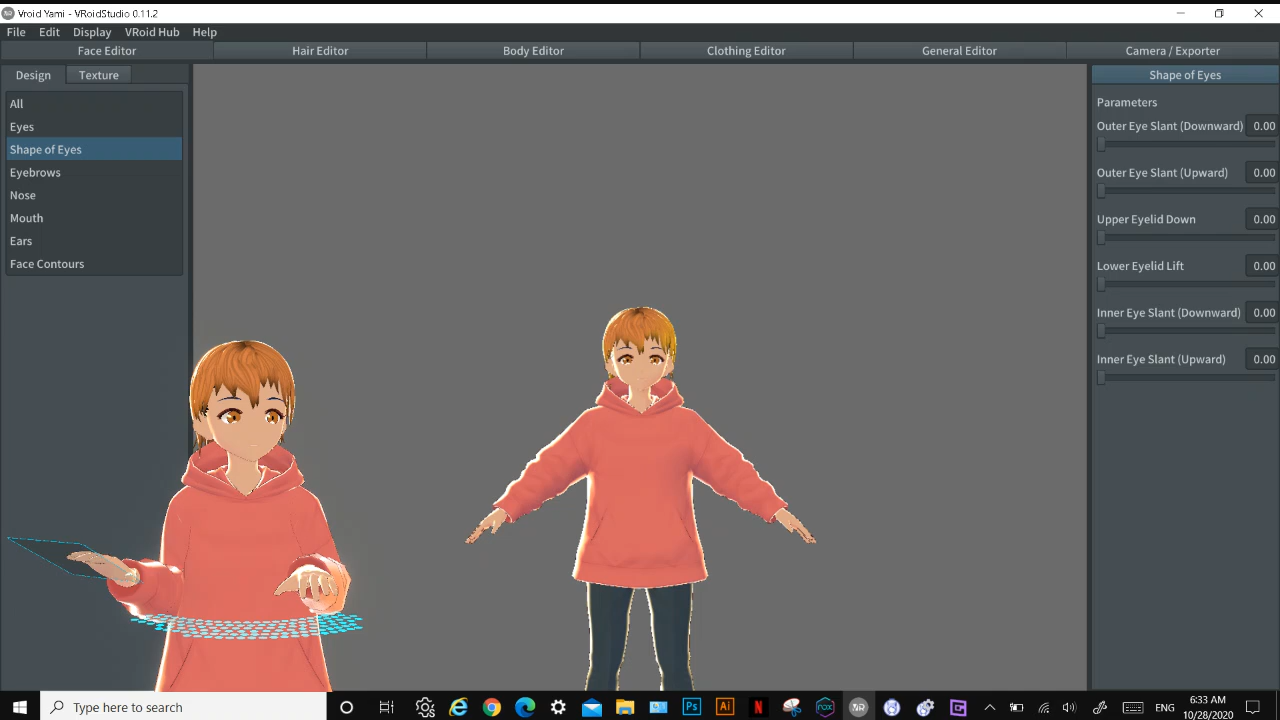 Vroid Yami - VRoidStudio 0.11.2
File Edit Display VRoid Hub Help
Face Editor Hair Editor Body Editor Clothing Editor General Editor Camera / Exporter
Design Texture
All
Eyes
Shape of Eyes
Eyebrows
Nose
Mouth
Ears
Face Contours
Shape of Eyes
Parameters
Outer Eye Slant (Downward) 0.00
Outer Eye Slant (Upward) 0.00
Upper Eyelid Down 0.00
Lower Eyelid Lift 0.00
Inner Eye Slant (Downward) 0.00
Inner Eye Slant (Upward) 0.00
Type here to search
Ps
Ai
N
nox
ENG
6:33 AM
10/28/2020